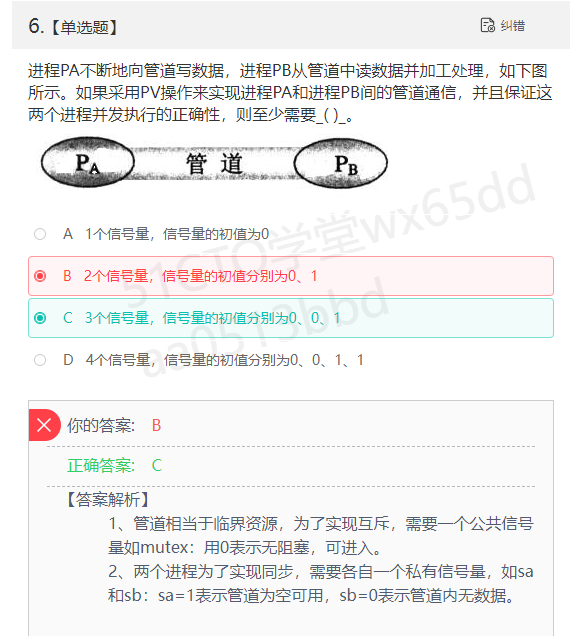 6.【单选题】
纠错
进程PA不断地向管道写数据，进程PB从管道中读数据并加工处理，如下图
所示。如果采用PV操作来实现进程PA和进程PB间的管道通信，并且保证这
两个进程并发执行的正确性，则至少需要_( )_。
PA 管 道 PB
A 1个信号量，信号量的初值为0
B 2个信号量，信号量的初值分别为0、1
C 3个信号量，信号量的初值分别为0、0、1
D 4个信号量，信号量的初值分别为0、0、1、1
51CTO学堂wx65dd
aa0513bbd
你的答案: B
正确答案: C
【答案解析】
1、管道相当于临界资源，为了实现互斥，需要一个公共信号
量如mutex：用0表示无阻塞，可进入。
2、两个进程为了实现同步，需要各自一个私有信号量，如sa
和sb：sa=1表示管道为空可用，sb=0表示管道内无数据。